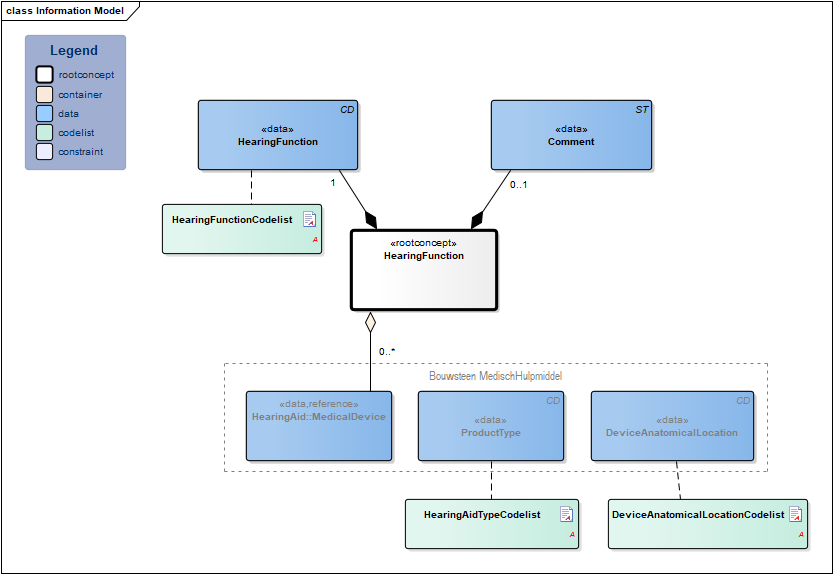 class Information Model
Legend
rootconcept
container
data
codelist
constraint
CD
«data»
HearingFunction
ST
«data»
Comment
1
0..1
HearingFunctionCodelist
A
«rootconcept»
HearingFunction
0..*
Bouwsteen MedischHulpmiddel
«data,reference»
HearingAid::MedicalDevice
CD
«data»
ProductType
CD
«data»
DeviceAnatomicalLocation
HearingAidTypeCodelist
A
DeviceAnatomicalLocationCodelist
A